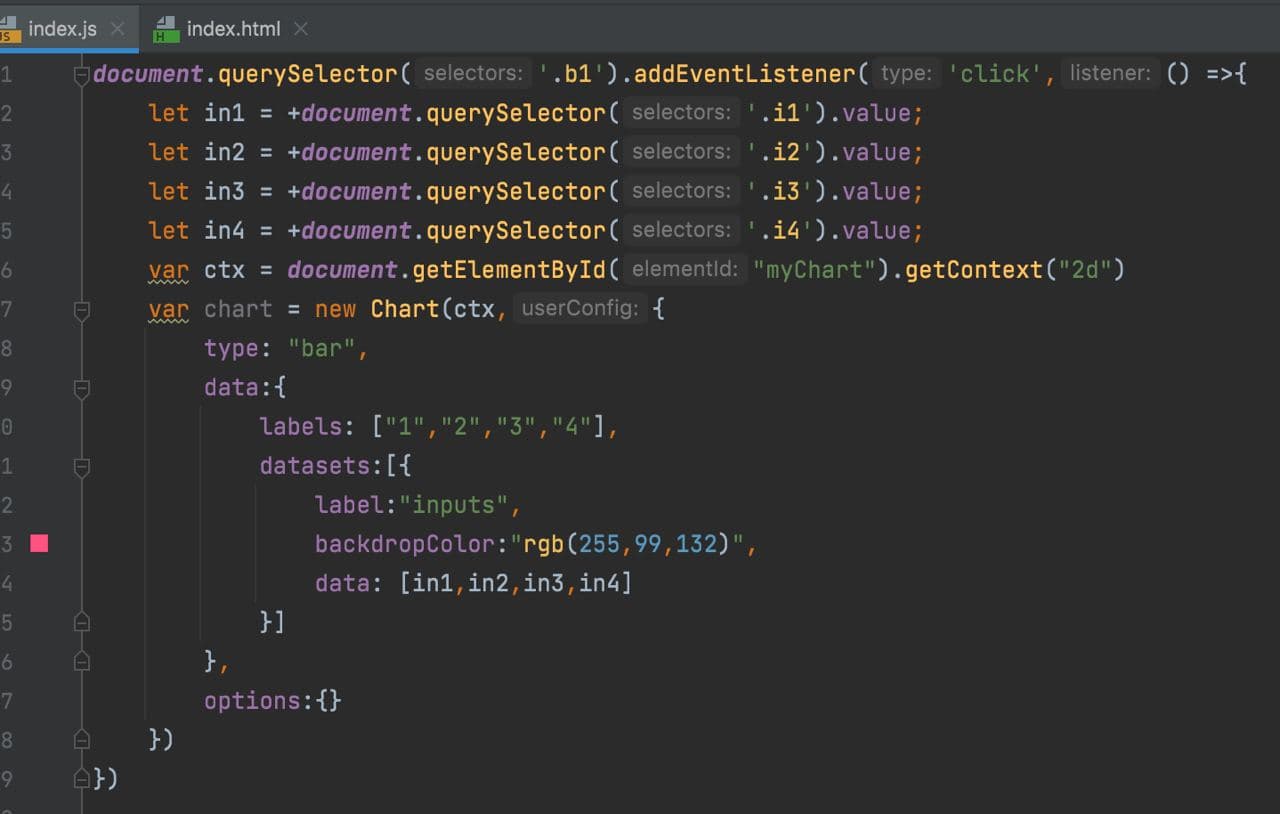 JS index.js × H index.html ×
1 document.querySelector( selectors: '.b1').addEventListener( type: 'click', listener: () =>{
2 let in1 = +document.querySelector( selectors: '.i1').value;
3 let in2 = +document.querySelector( selectors: '.i2').value;
4 let in3 = +document.querySelector( selectors: '.i3').value;
5 let in4 = +document.querySelector( selectors: '.i4').value;
6 var ctx = document.getElementById( elementId: "myChart").getContext("2d")
7 var chart = new Chart(ctx, userConfig: {
8 type: "bar",
9 data:{
0 labels: ["1","2","3","4"],
1 datasets:[{
2 label:"inputs",
3 backdropColor:"rgb(255,99,132)",
4 data: [in1,in2,in3,in4]
5 }]
6 },
7 options:{}
8 })
9 })